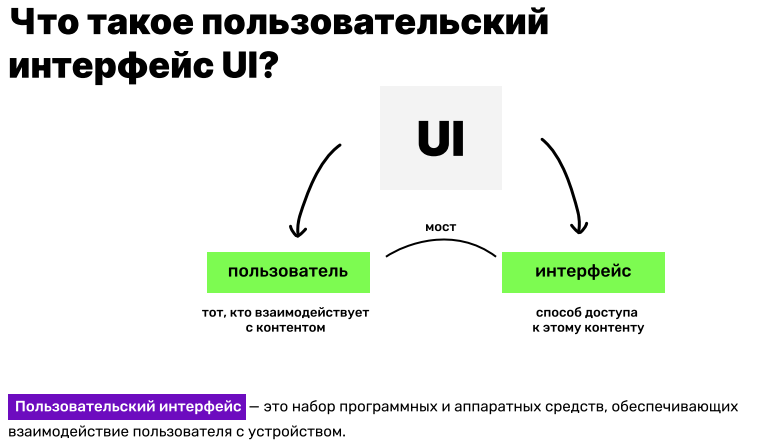 Что такое пользовательский
интерфейс UI?
UI
мост
пользователь
интерфейс
тот, кто взаимодействует
с контентом
способ доступа
к этому контенту
Пользовательский интерфейс — это набор программных и аппаратных средств, обеспечивающих
взаимодействие пользователя с устройством.